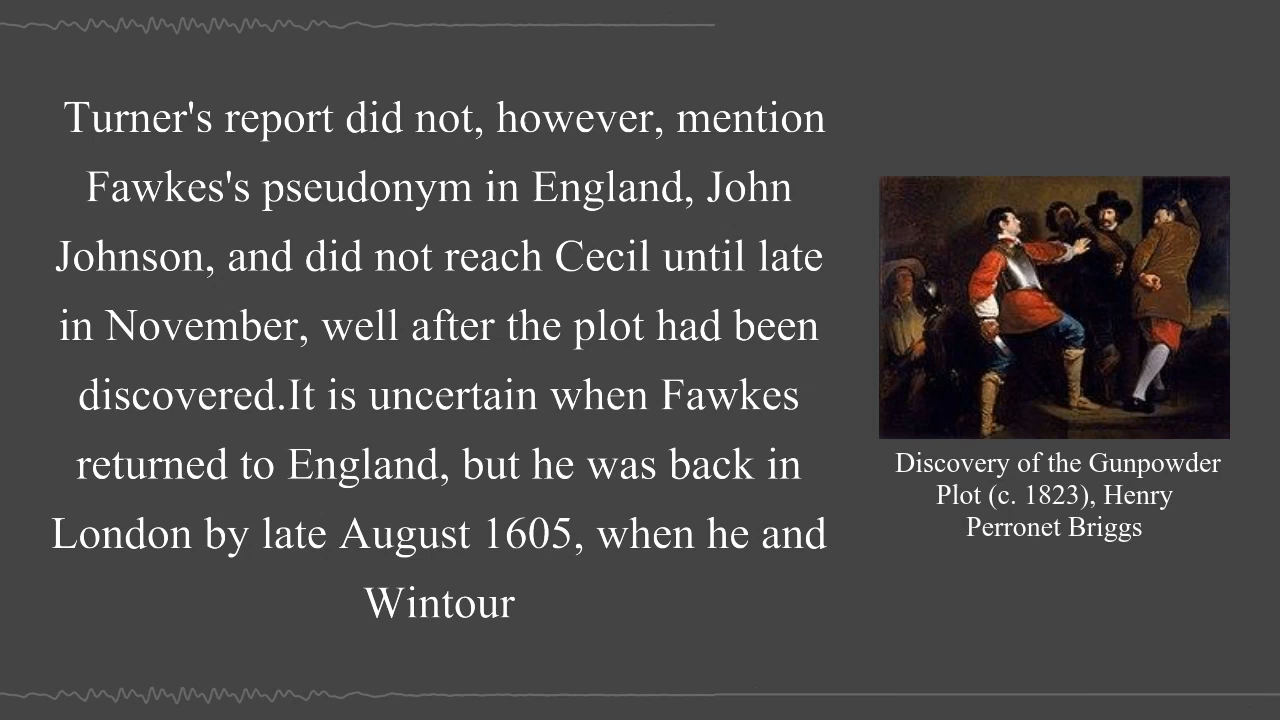 Turner's report did not, however, mention
Fawkes's pseudonym in England, John
Johnson, and did not reach Cecil until late
in November, well after the plot had been
discovered.It is uncertain when Fawkes
returned to England, but he was back in
London by late August 1605, when he and
Wintour
Discovery of the Gunpowder
Plot (c. 1823), Henry
Perronet Briggs